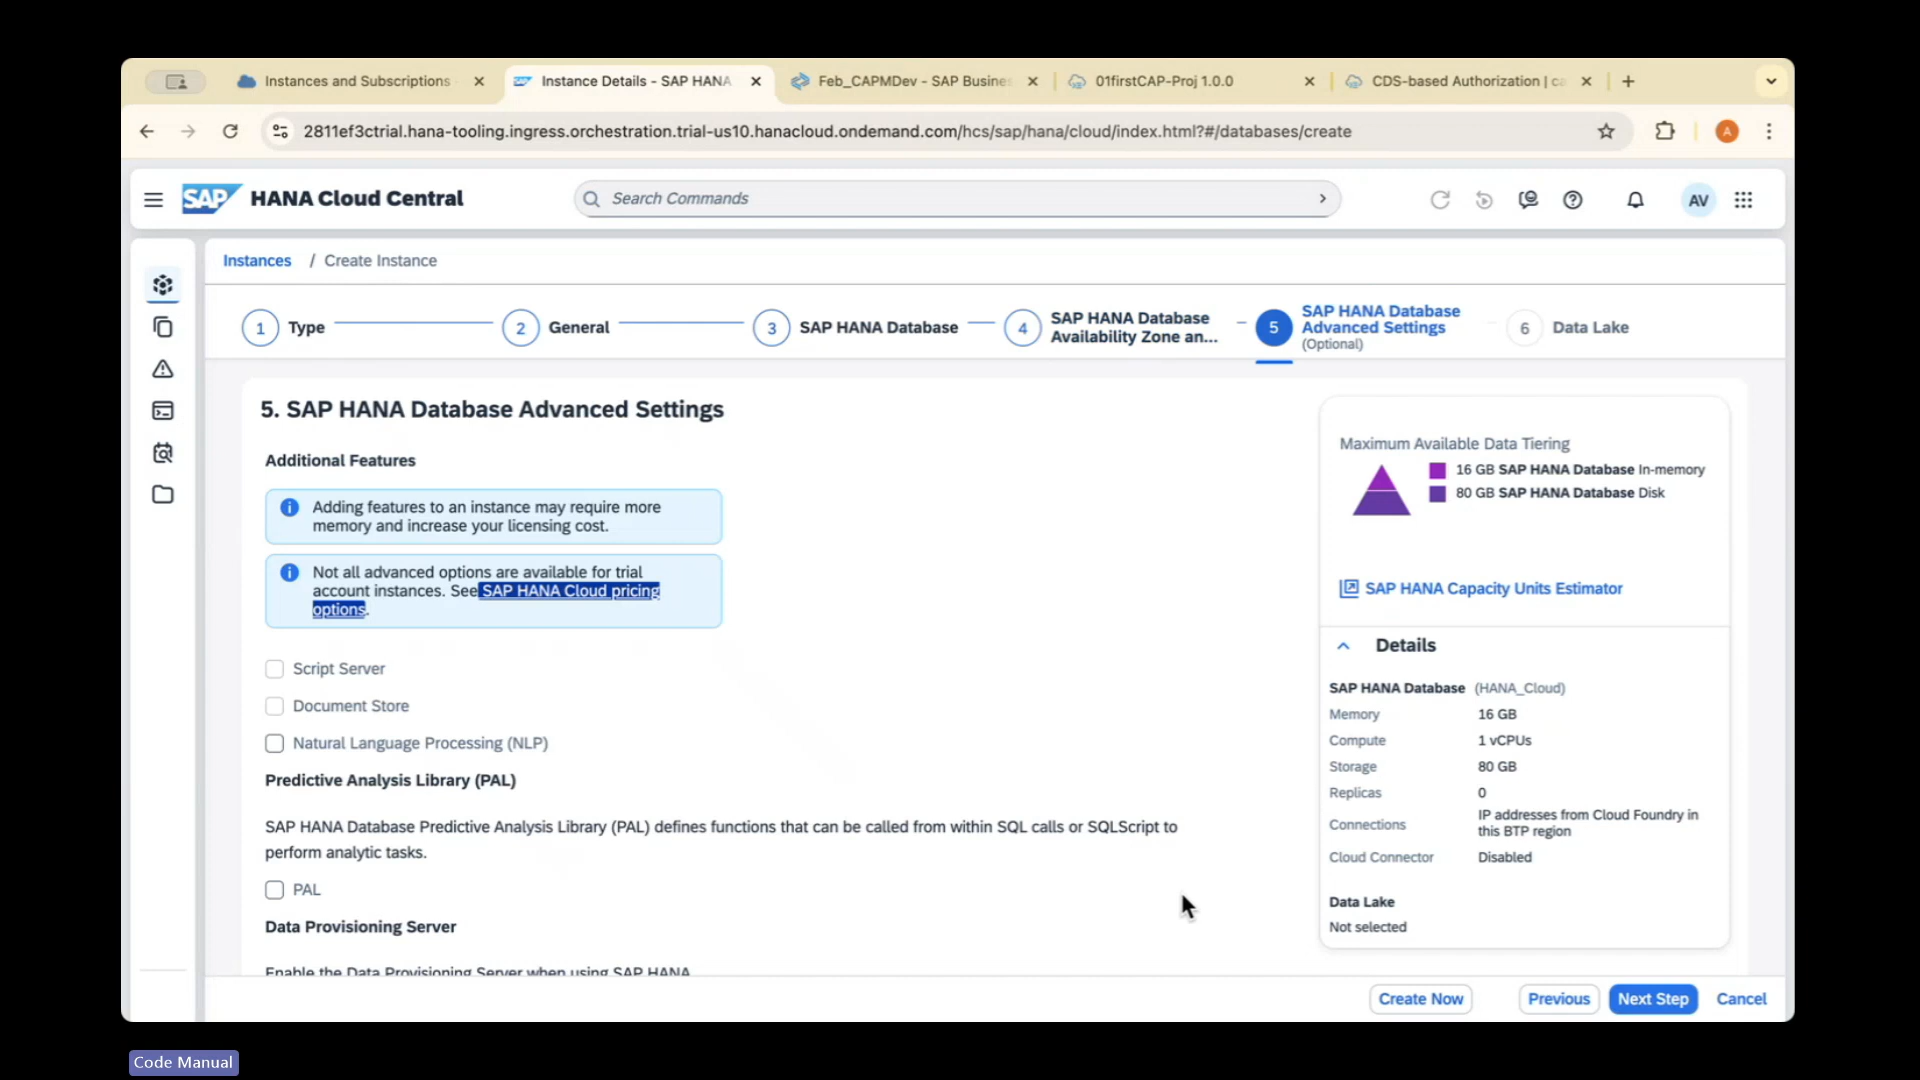 Instances and Subscriptions
Instance Details - SAP HANA
Feb_CAPMDev - SAP Busine
01firstCAP-Proj 1.0.0
CDS-based Authorization | ca
2811ef3ctrial.hana-tooling.ingress.orchestration.trial-us10.hanacloud.ondemand.com/hcs/sap/hana/cloud/index.html?#/databases/create
A
SAP HANA Cloud Central
Search Commands
AV
Instances / Create Instance
1 Type
2 General
3 SAP HANA Database
4 SAP HANA Database
Availability Zone an...
5 SAP HANA Database
Advanced Settings
(Optional)
6 Data Lake
5. SAP HANA Database Advanced Settings
Additional Features
Adding features to an instance may require more
memory and increase your licensing cost.
Not all advanced options are available for trial
account instances. See SAP HANA Cloud pricing
options.
Script Server
Document Store
Natural Language Processing (NLP)
Predictive Analysis Library (PAL)
SAP HANA Database Predictive Analysis Library (PAL) defines functions that can be called from within SQL calls or SQLScript to
perform analytic tasks.
PAL
Data Provisioning Server
Enable the Data Provisioning Server when using SAP HANA
Maximum Available Data Tiering
16 GB SAP HANA Database In-memory
80 GB SAP HANA Database Disk
SAP HANA Capacity Units Estimator
Details
SAP HANA Database (HANA_Cloud)
Memory 16 GB
Compute 1 vCPUs
Storage 80 GB
Replicas 0
Connections IP addresses from Cloud Foundry in
this BTP region
Cloud Connector Disabled
Data Lake
Not selected
Create Now
Previous
Next Step
Cancel
Code Manual